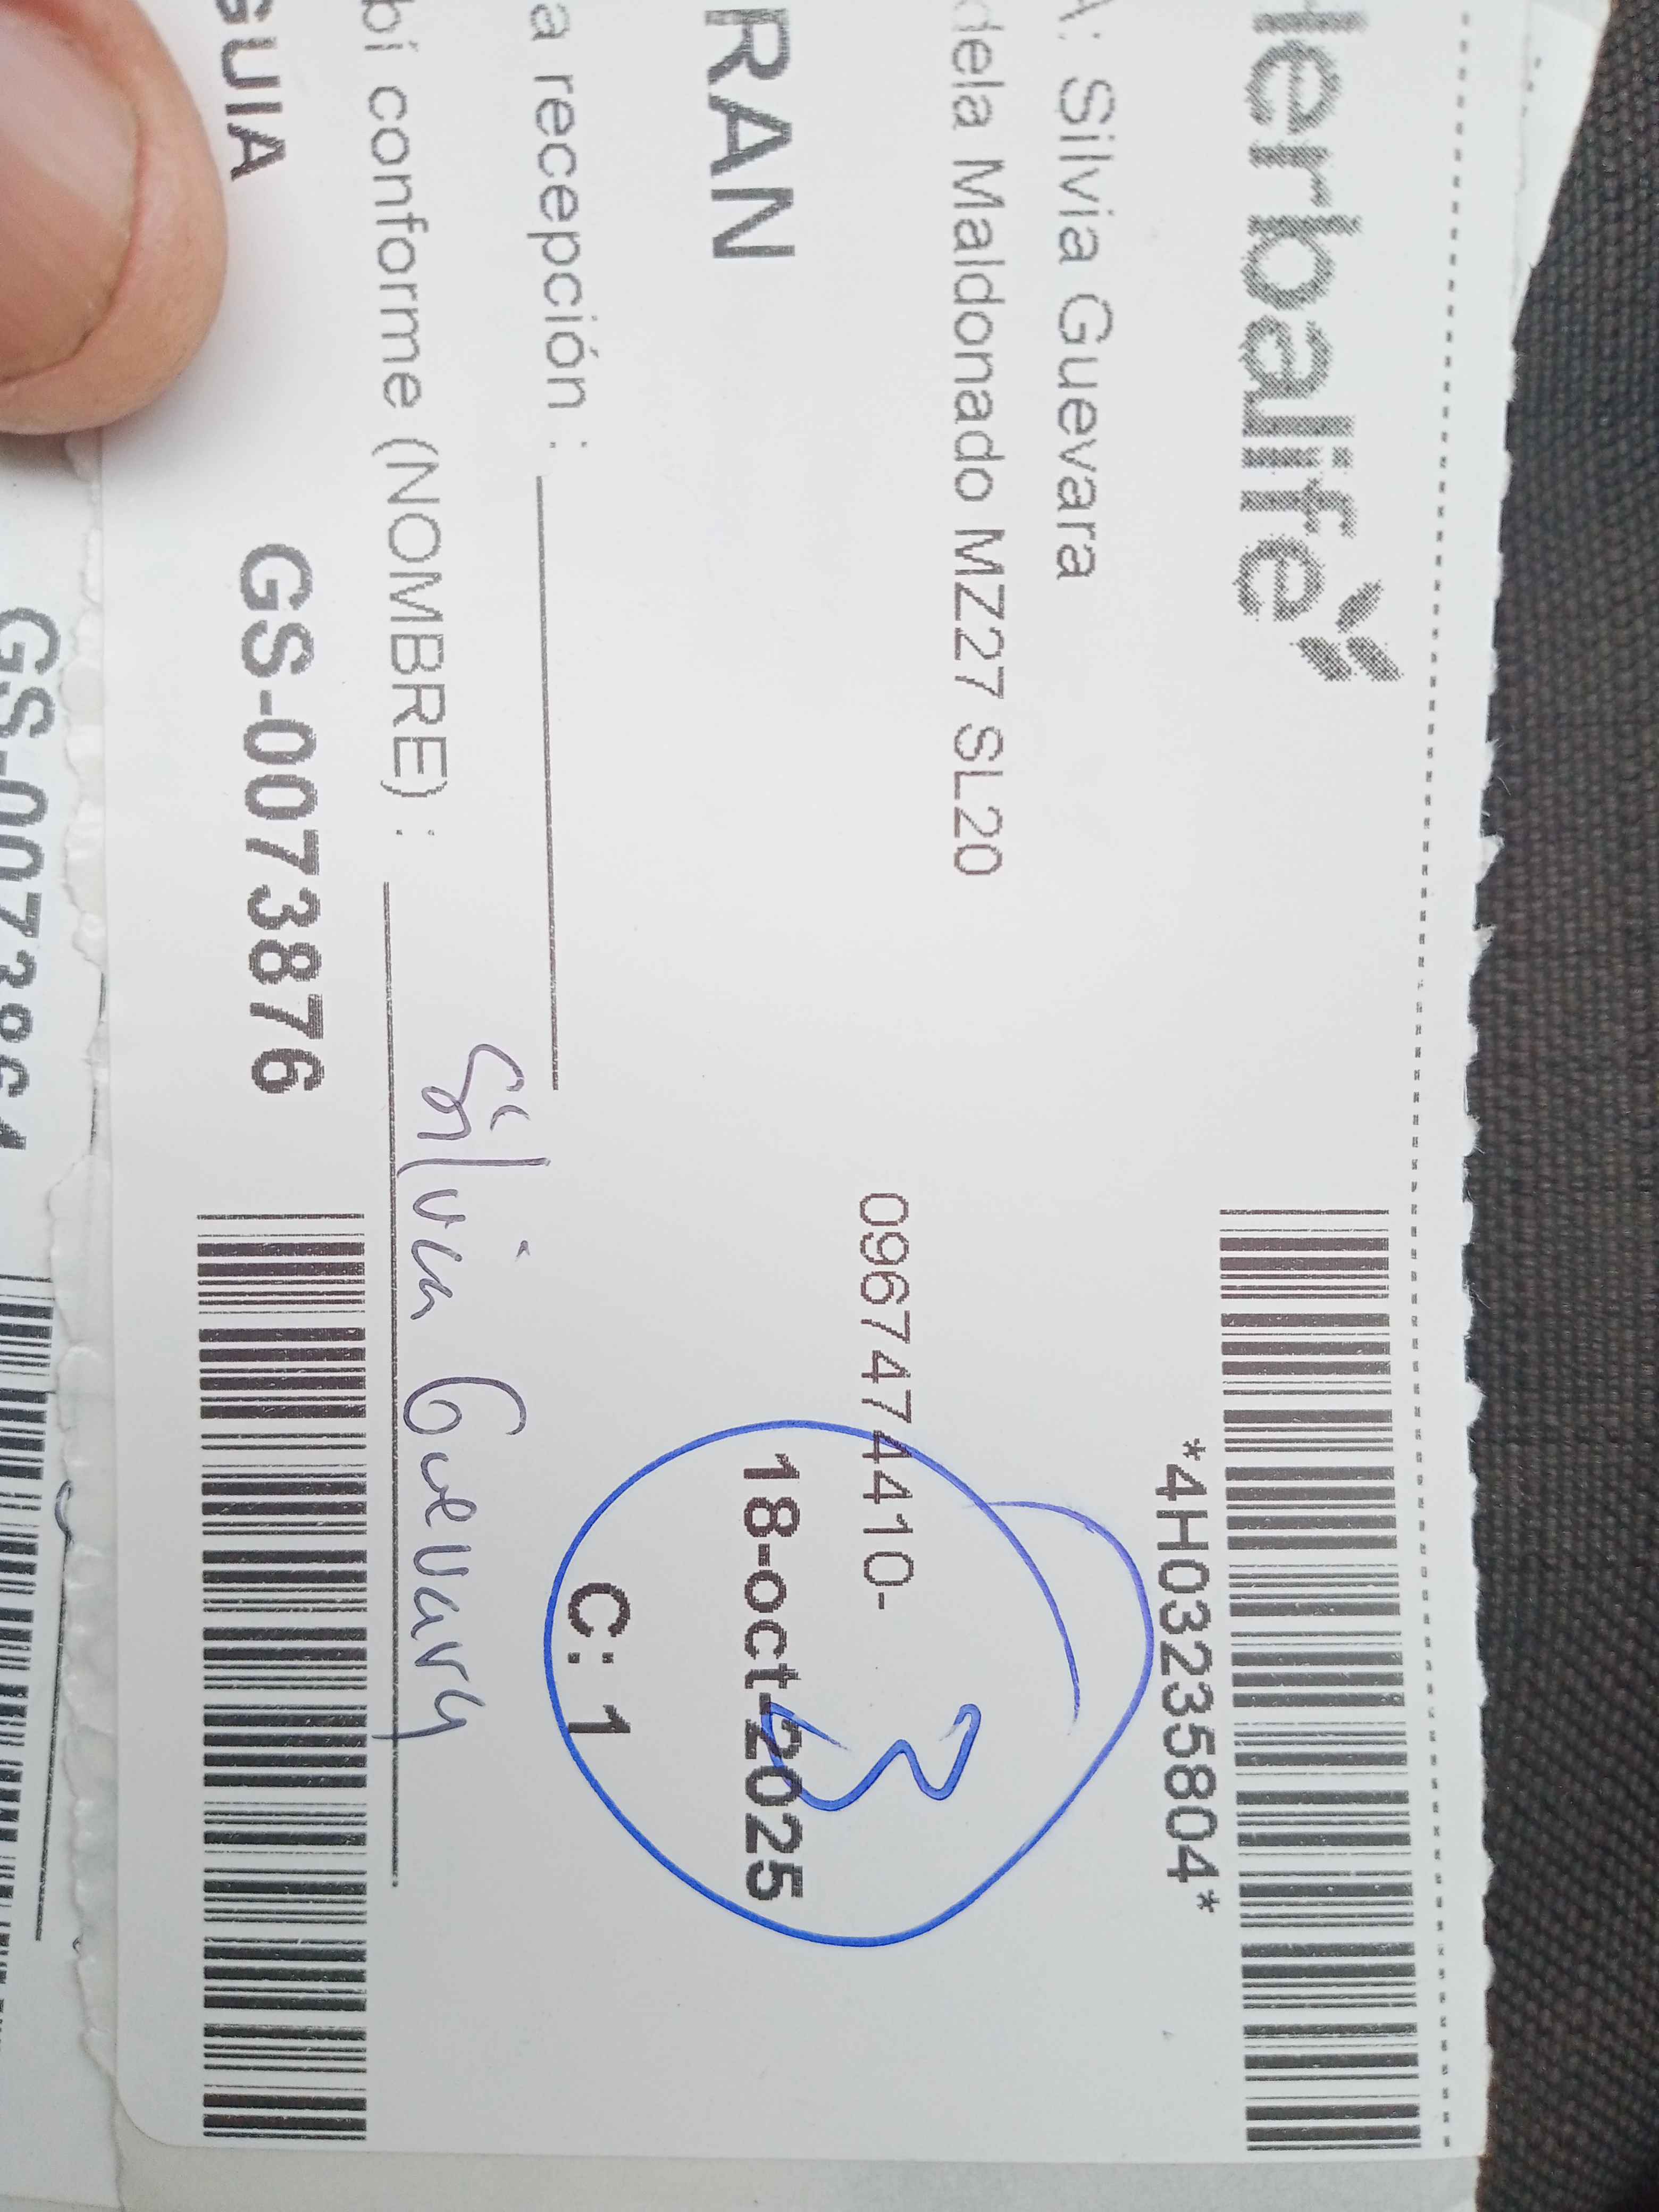 Herbalife
*4H03235804*
A: Silvia Guevara
dela Maldonado MZ27 SL20
0967474410-
RAN
18-oct-2025
3
a recepción :
C: 1
bí conforme (NOMBRE) : Silvia Guevara
GUIA GS-0073876